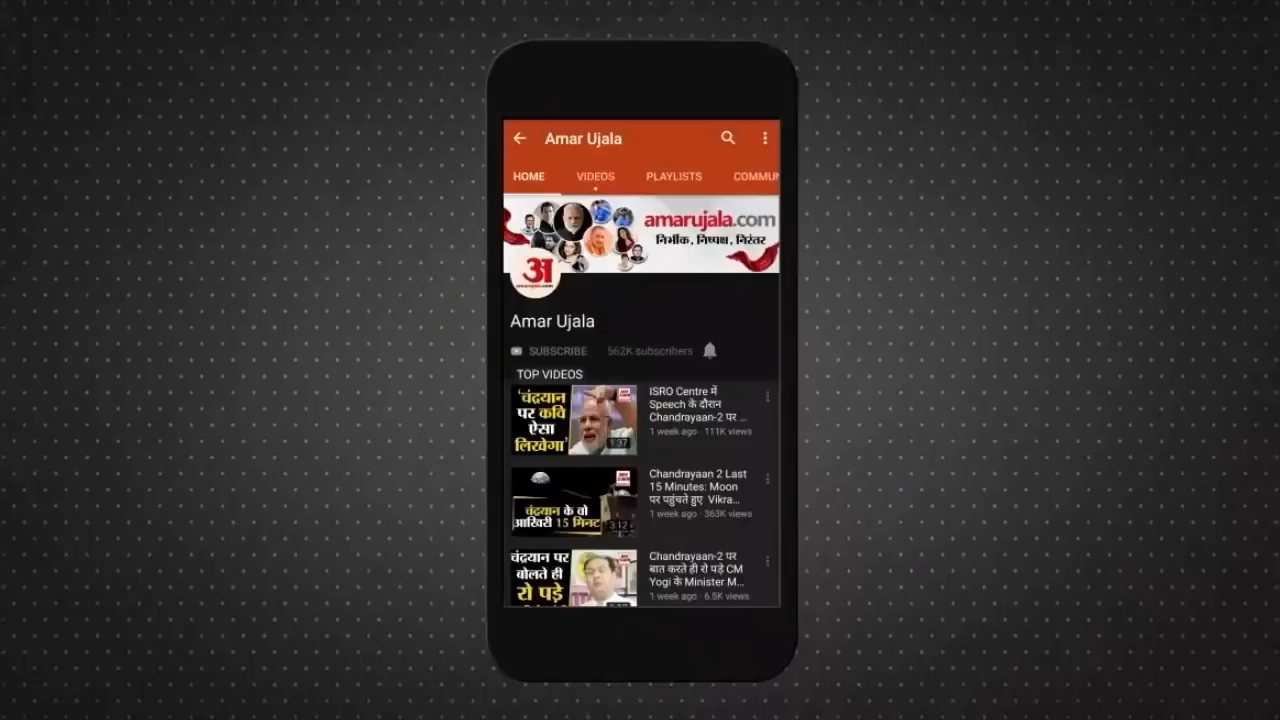 Amar Ujala
HOME VIDEOS PLAYLISTS COMMUN
amarujala.com
निर्भीक, निष्पक्ष, निरंतर
अ
amarujala.com
Amar Ujala
SUBSCRIBE 562K subscribers
TOP VIDEOS
'चंद्रयान
पर कवि
ऐसा
लिखेगा'
1:37
ISRO Centre में
Speech के दौरान
Chandrayaan-2 पर ...
1 week ago · 111K views
चंद्रयान के वो
आखिरी 15 मिनट
3:12
Chandrayaan 2 Last
15 Minutes: Moon
पर पहुंचते हुए Vikra...
1 week ago · 363K views
चंद्रयान पर
बोलते ही
रो पड़े
Chandrayaan-2 पर
बात करते ही रो पड़े CM
Yogi के Minister M...
1 week ago · 6.5K views